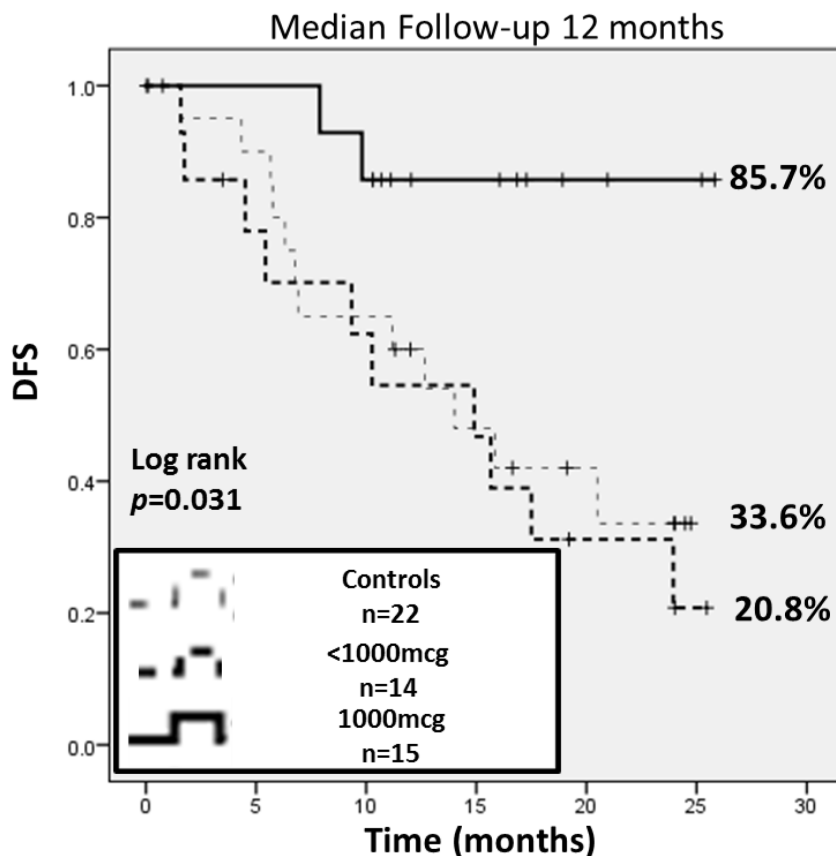 Median Follow-up 12 months
1.0
0.8
0.6
0.4
0.2
0.0
DFS
85.7%
33.6%
20.8%
Log rank
p=0.031
Controls
n=22
<1000mcg
n=14
1000mcg
n=15
0 5 10 15 20 25 30
Time (months)